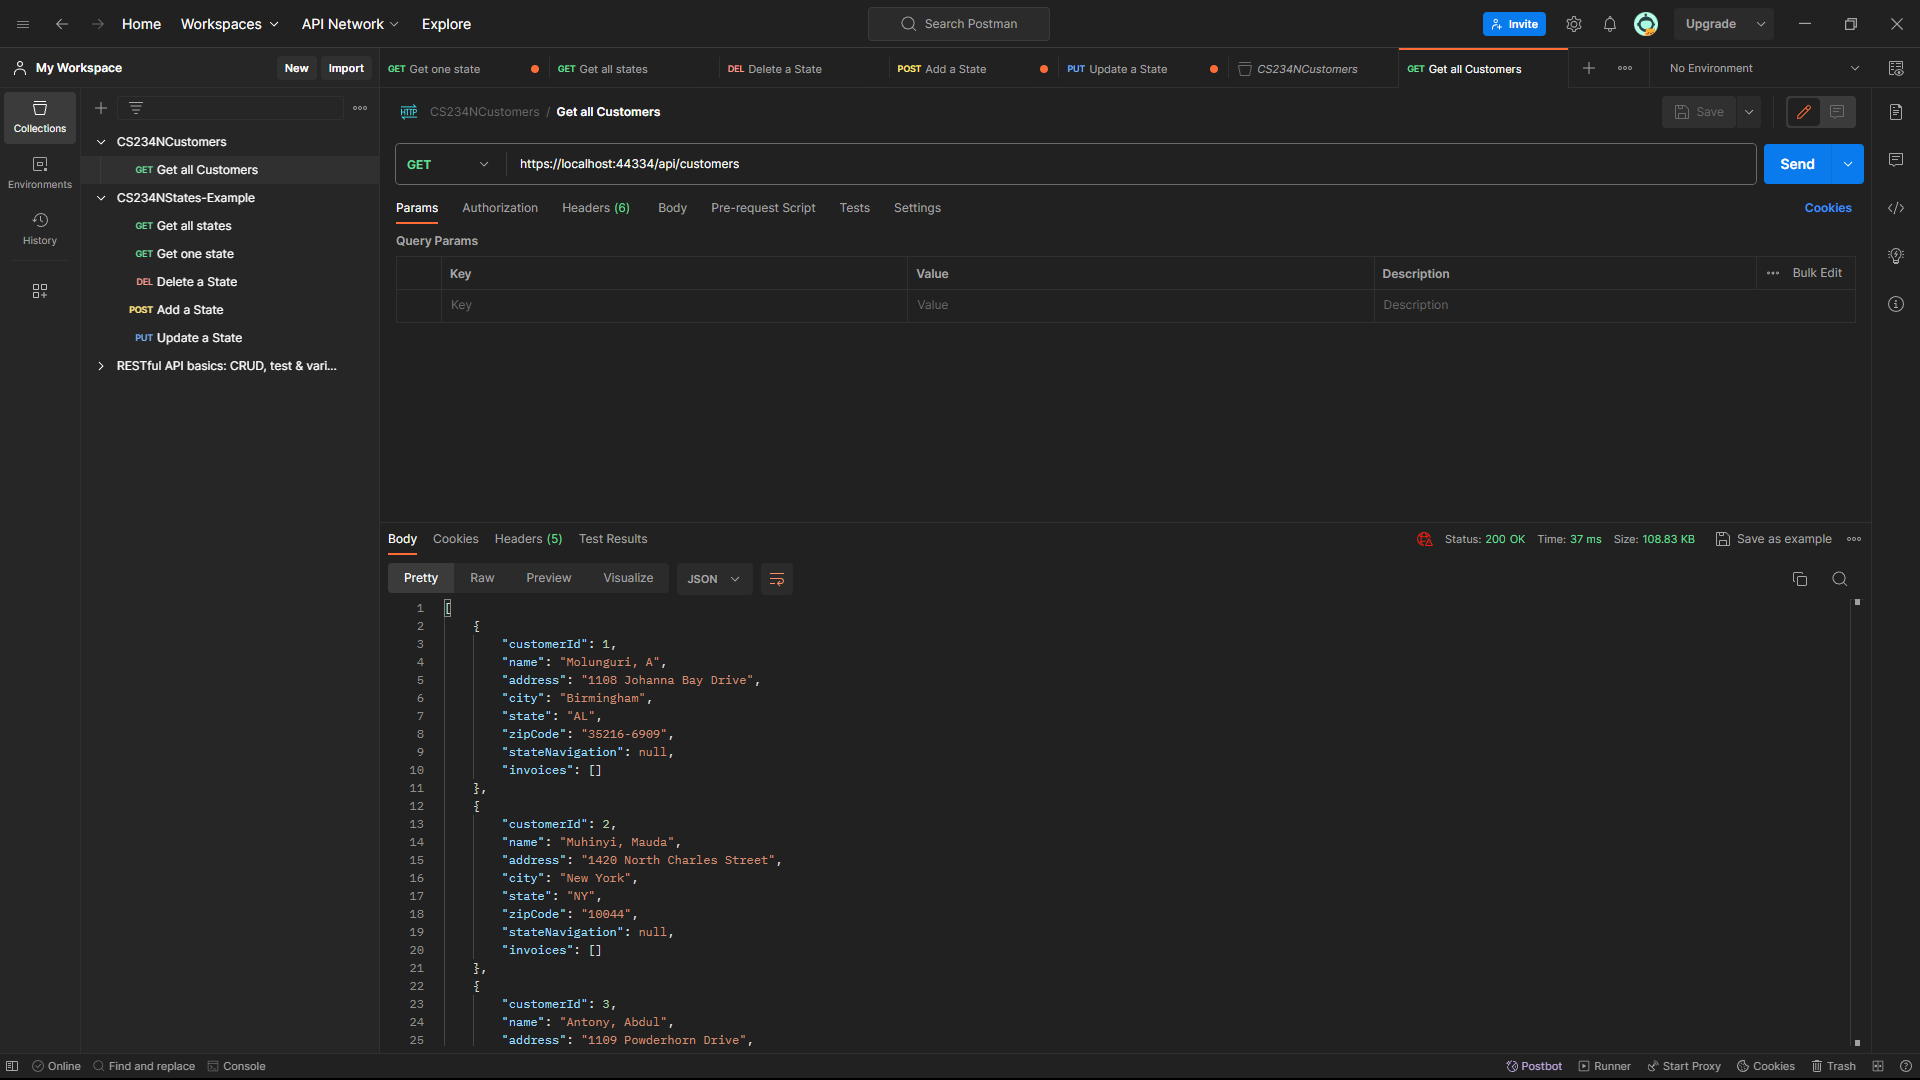 Home Workspaces API Network Explore Search Postman Invite Upgrade
My Workspace New Import
GET Get one state GET Get all states DEL Delete a State POST Add a State PUT Update a State CS234NCustomers GET Get all Customers No Environment
Collections
Environments
History
CS234NCustomers
GET Get all Customers
CS234NStates-Example
GET Get all states
GET Get one state
DEL Delete a State
POST Add a State
PUT Update a State
RESTful API basics: CRUD, test & vari...
HTTP CS234NCustomers / Get all Customers Save
GET https://localhost:44334/api/customers Send
Params Authorization Headers (6) Body Pre-request Script Tests Settings Cookies
Query Params
Key Value Description Bulk Edit
Key Value Description
Body Cookies Headers (5) Test Results Status: 200 OK Time: 37 ms Size: 108.83 KB Save as example
Pretty Raw Preview Visualize JSON
1 [
2 {
3 "customerId": 1,
4 "name": "Molunguri, A",
5 "address": "1108 Johanna Bay Drive",
6 "city": "Birmingham",
7 "state": "AL",
8 "zipCode": "35216-6909",
9 "stateNavigation": null,
10 "invoices": []
11 },
12 {
13 "customerId": 2,
14 "name": "Muhinyi, Mauda",
15 "address": "1420 North Charles Street",
16 "city": "New York",
17 "state": "NY",
18 "zipCode": "10044",
19 "stateNavigation": null,
20 "invoices": []
21 },
22 {
23 "customerId": 3,
24 "name": "Antony, Abdul",
25 "address": "1109 Powderhorn Drive",
Online Find and replace Console Postbot Runner Start Proxy Cookies Trash